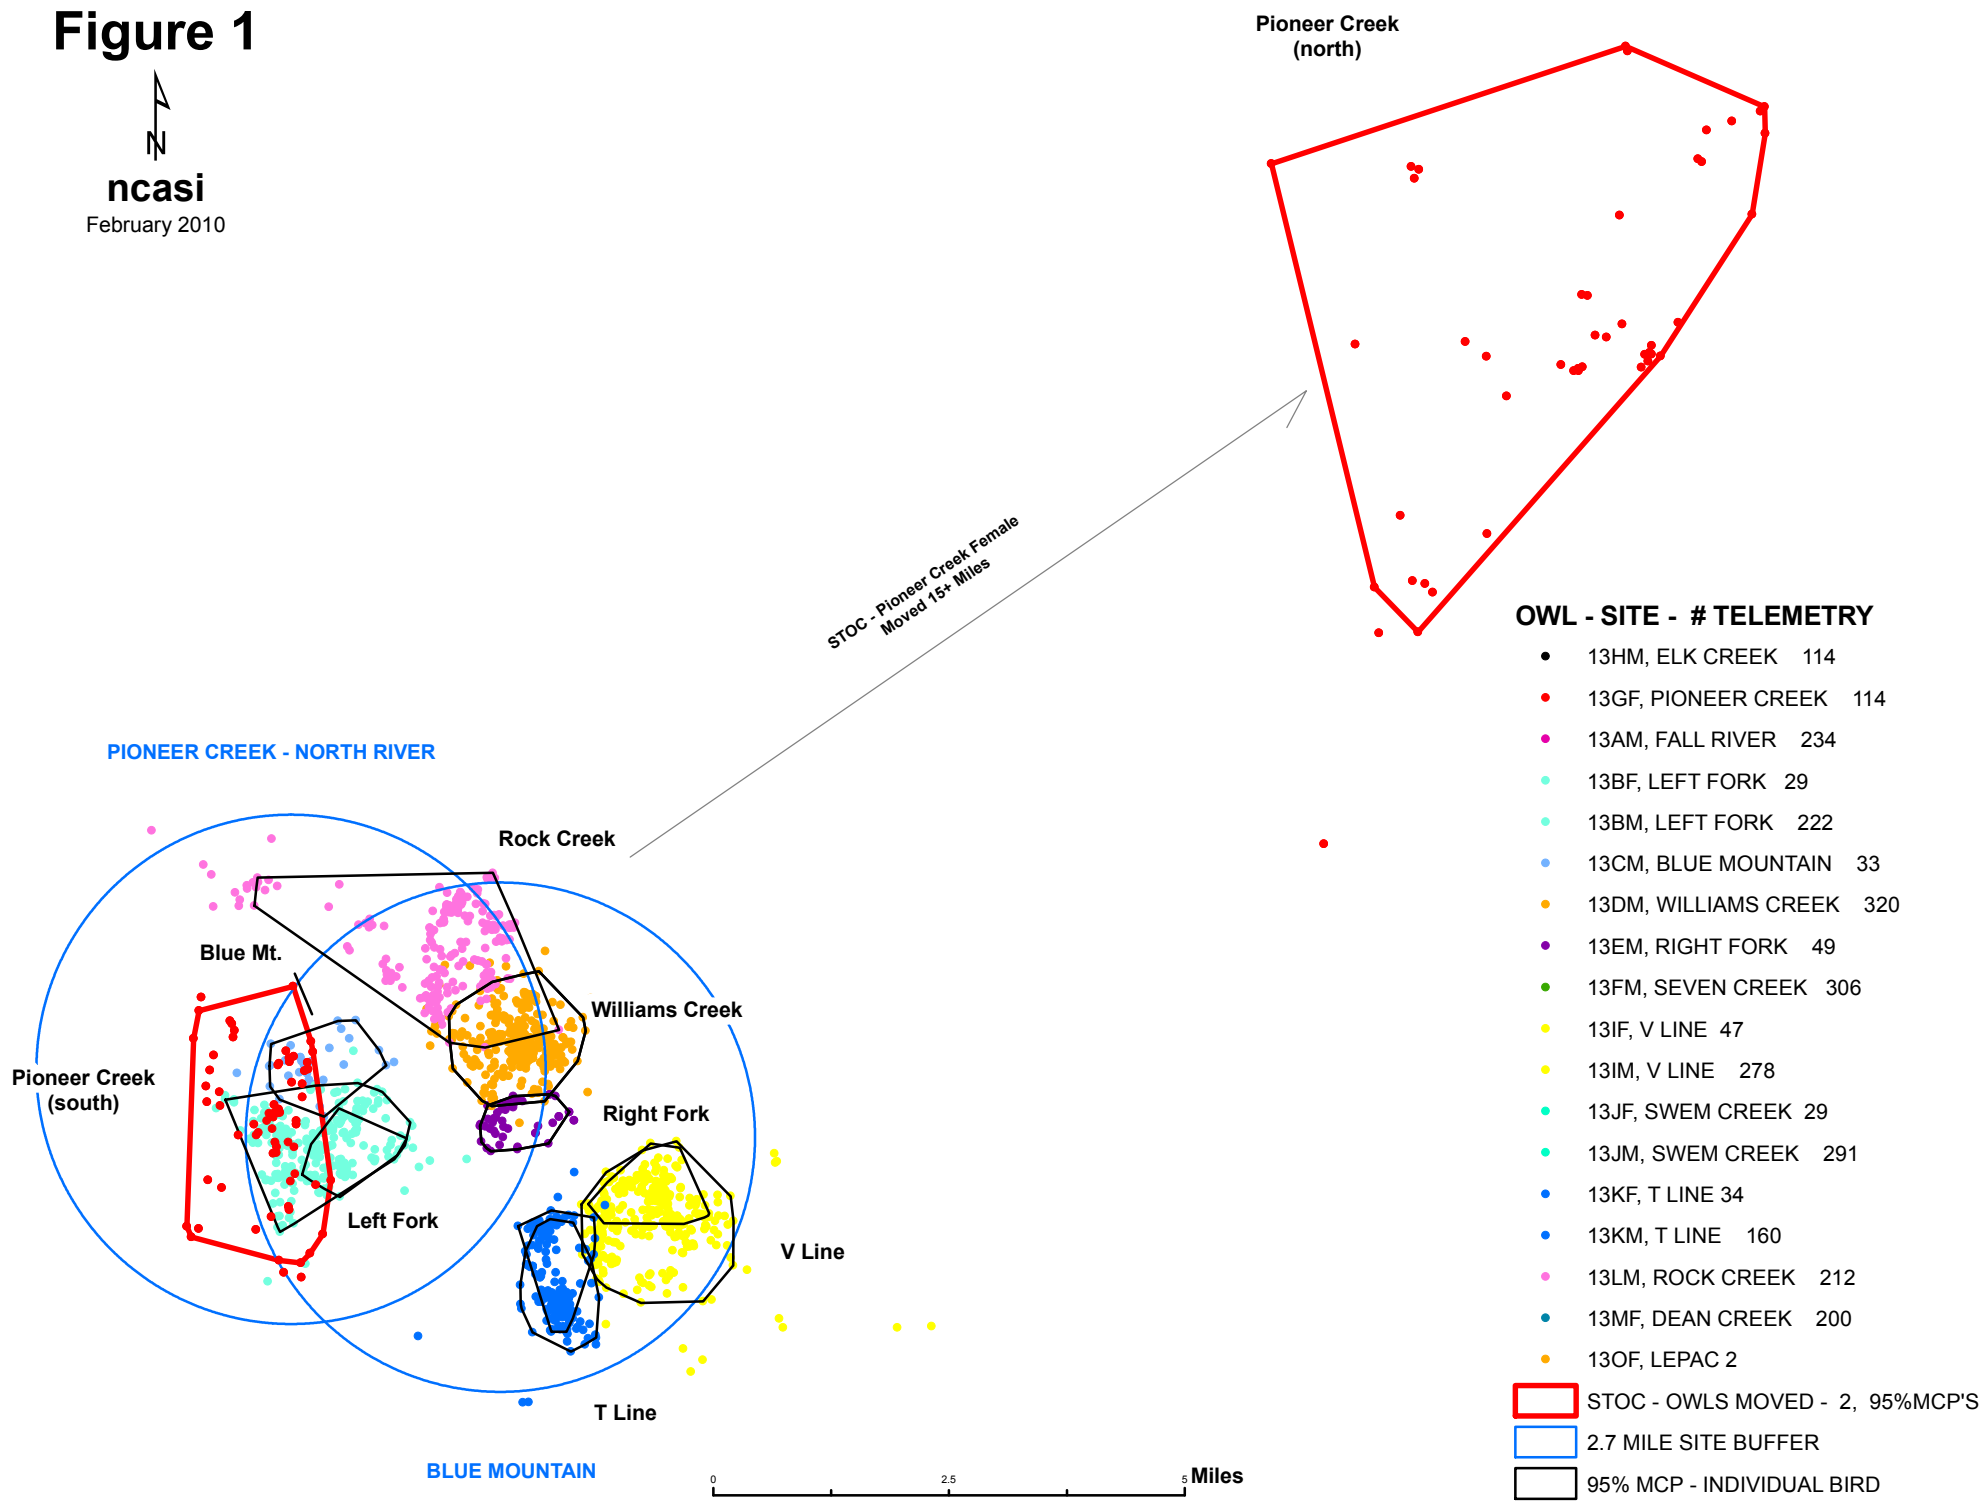 Figure 1
N
ncasi
February 2010
Pioneer Creek
(north)
STOC - Pioneer Creek Female
Moved 15+ Miles
PIONEER CREEK - NORTH RIVER
Rock Creek
Blue Mt.
Williams Creek
Pioneer Creek
(south)
Right Fork
Left Fork
V Line
T Line
BLUE MOUNTAIN
0 2.5 5 Miles
OWL - SITE - # TELEMETRY
13HM, ELK CREEK 114
13GF, PIONEER CREEK 114
13AM, FALL RIVER 234
13BF, LEFT FORK 29
13BM, LEFT FORK 222
13CM, BLUE MOUNTAIN 33
13DM, WILLIAMS CREEK 320
13EM, RIGHT FORK 49
13FM, SEVEN CREEK 306
13IF, V LINE 47
13IM, V LINE 278
13JF, SWEM CREEK 29
13JM, SWEM CREEK 291
13KF, T LINE 34
13KM, T LINE 160
13LM, ROCK CREEK 212
13MF, DEAN CREEK 200
13OF, LEPAC 2
STOC - OWLS MOVED - 2, 95%MCP'S
2.7 MILE SITE BUFFER
95% MCP - INDIVIDUAL BIRD